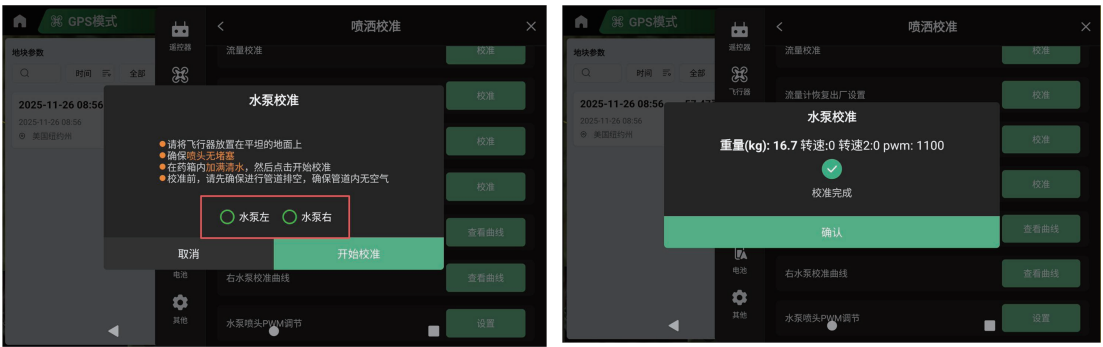 GPS模式
喷洒校准
地块参数
遥控器
流量校准
校准
时间
全部
校准
水泵校准
2025-11-26 08:56
2025-11-26 08:56
美国纽约州
请将飞行器放置在平坦的地面上
确保喷头无堵塞
在药箱内加满清水，然后点击开始校准
校准前，请先确保进行管道排空，确保管道内无空气
校准
校准
水泵左
水泵右
查看曲线
取消
开始校准
电池
右水泵校准曲线
查看曲线
其他
水泵喷头PWM调节
设置
GPS模式
喷洒校准
地块参数
遥控器
流量校准
校准
时间
全部
飞行器
流量计恢复出厂设置
校准
2025-11-26 08:56
2025-11-26 08:56
美国纽约州
水泵校准
重量(kg): 16.7 转速:0 转速2:0 pwm: 1100
校准
校准完成
校准
确认
查看曲线
电池
右水泵校准曲线
查看曲线
其他
水泵喷头PWM调节
设置